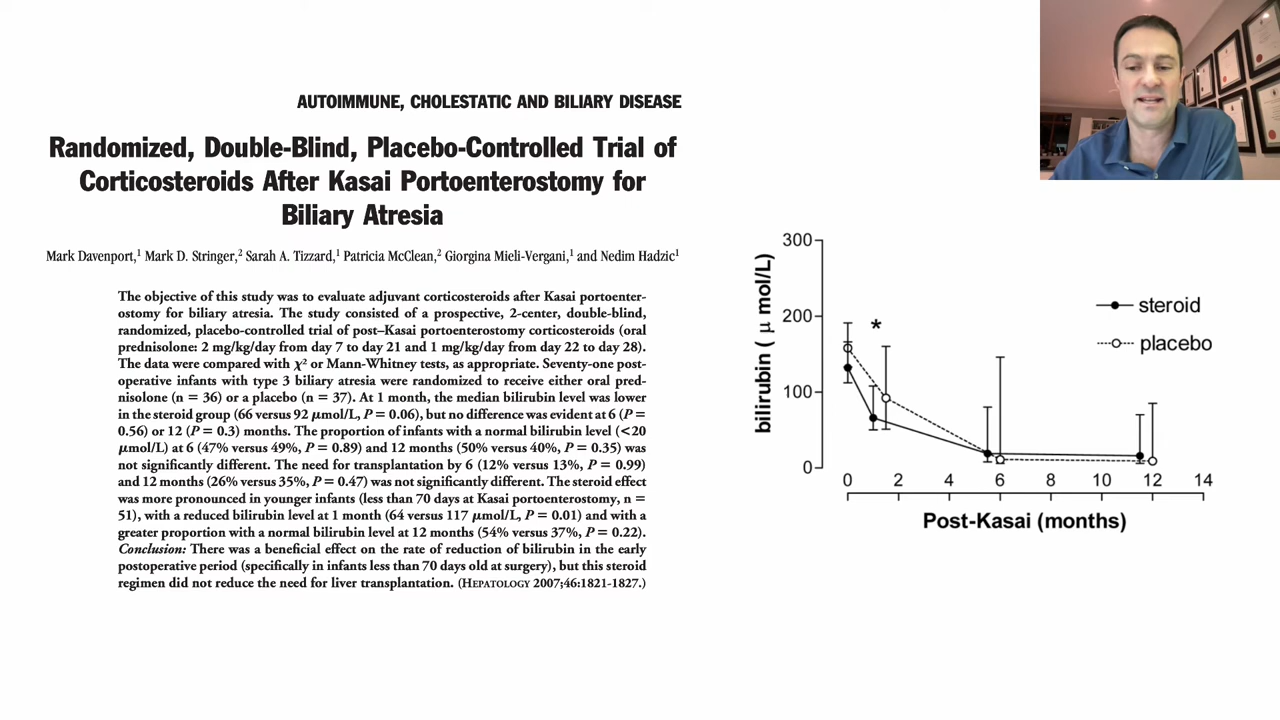 AUTOIMMUNE, CHOLESTATIC AND BILIARY DISEASE
Randomized, Double-Blind, Placebo-Controlled Trial of
Corticosteroids After Kasai Portoenterostomy for
Biliary Atresia
Mark Davenport,1 Mark D. Stringer,2 Sarah A. Tizzard,1 Patricia McClean,2 Giorgina Mieli-Vergani,1 and Nedim Hadzic1
The objective of this study was to evaluate adjuvant corticosteroids after Kasai portoenter-
ostomy for biliary atresia. The study consisted of a prospective, 2-center, double-blind,
randomized, placebo-controlled trial of post–Kasai portoenterostomy corticosteroids (oral
prednisolone: 2 mg/kg/day from day 7 to day 21 and 1 mg/kg/day from day 22 to day 28).
The data were compared with χ2 or Mann-Whitney tests, as appropriate. Seventy-one post-
operative infants with type 3 biliary atresia were randomized to receive either oral pred-
nisolone (n = 36) or a placebo (n = 37). At 1 month, the median bilirubin level was lower
in the steroid group (66 versus 92 μmol/L, P = 0.06), but no difference was evident at 6 (P =
0.56) or 12 (P = 0.3) months. The proportion of infants with a normal bilirubin level (<20
μmol/L) at 6 (47% versus 49%, P = 0.89) and 12 months (50% versus 40%, P = 0.35) was
not significantly different. The need for transplantation by 6 (12% versus 13%, P = 0.99)
and 12 months (26% versus 35%, P = 0.47) was not significantly different. The steroid effect
was more pronounced in younger infants (less than 70 days at Kasai portoenterostomy, n =
51), with a reduced bilirubin level at 1 month (64 versus 117 μmol/L, P = 0.01) and with a
greater proportion with a normal bilirubin level at 12 months (54% versus 37%, P = 0.22).
Conclusion: There was a beneficial effect on the rate of reduction of bilirubin in the early
postoperative period (specifically in infants less than 70 days old at surgery), but this steroid
regimen did not reduce the need for liver transplantation. (HEPATOLOGY 2007;46:1821-1827.)
bilirubin ( μ mol/L)
300
200
100
0
*
steroid
placebo
0 2 4 6 8 10 12 14
Post-Kasai (months)